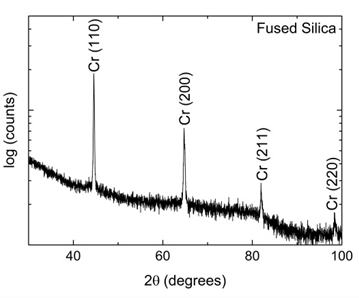 Fused Silica
Cr (110)
Cr (200)
Cr (211)
Cr (220)
log (counts)
40
60
80
100
2θ (degrees)